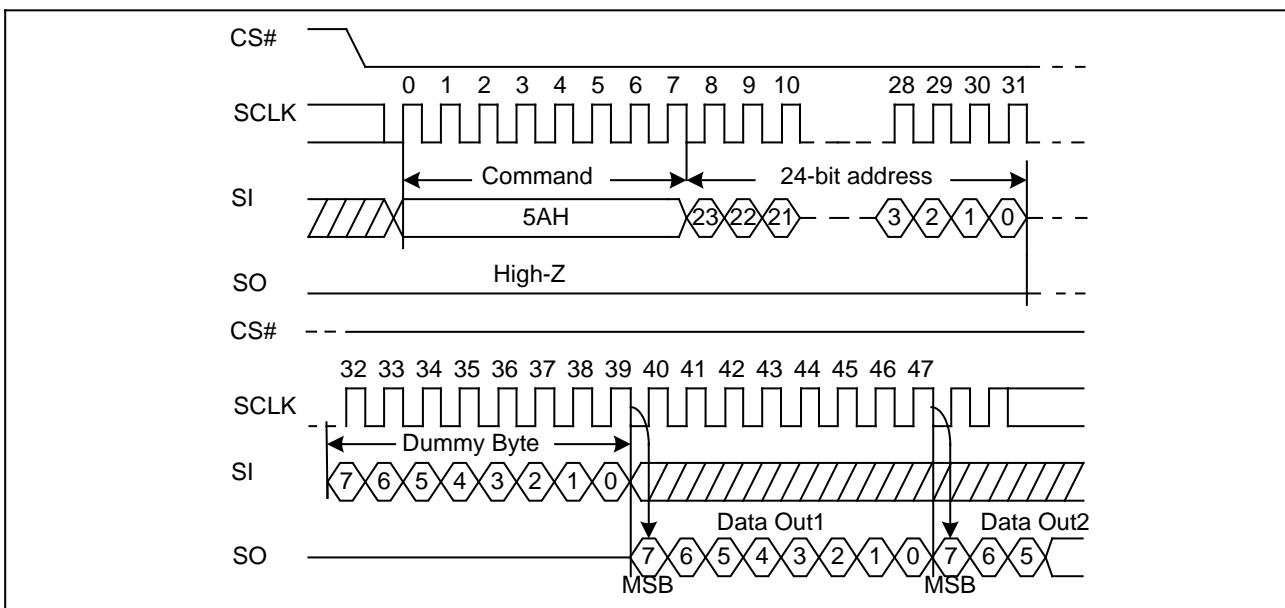 CS#
0 1 2 3 4 5 6 7 8 9 10 28 29 30 31
SCLK
Command 24-bit address
SI
5AH 23 22 21 3 2 1 0
High-Z
SO
CS#
32 33 34 35 36 37 38 39 40 41 42 43 44 45 46 47
SCLK
Dummy Byte
SI
7 6 5 4 3 2 1 0
Data Out1 Data Out2
SO
7 6 5 4 3 2 1 0 7 6 5
MSB MSB